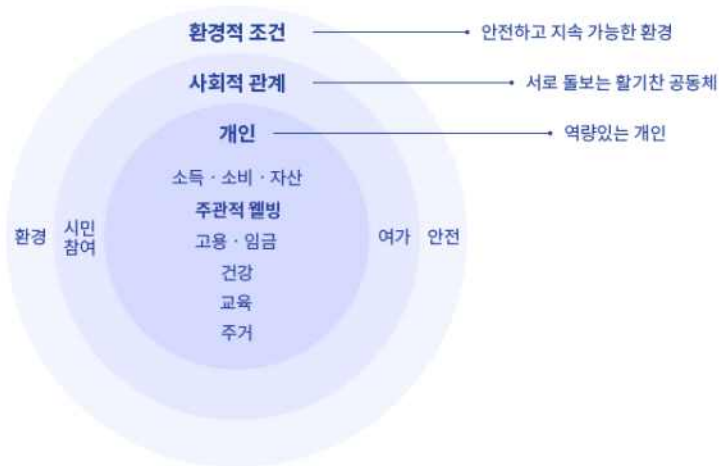 환경적 조건
안전하고 지속 가능한 환경
사회적 관계
서로 돌보는 활기찬 공동체
개인
역량있는 개인
소득 · 소비 · 자산
주관적 웰빙
고용 · 임금
건강
교육
주거
환경
시민
참여
여가
안전